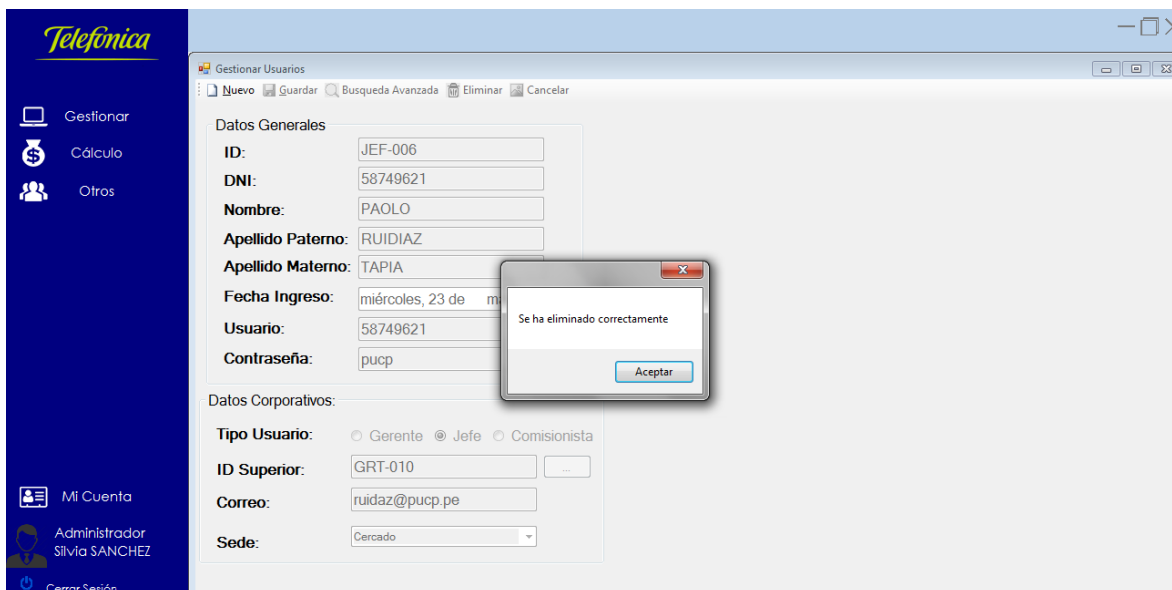 Telefónica
Gestionar
Cálculo
Otros
Mi Cuenta
Administrador
Silvia SANCHEZ
Cerrar Sesión
Gestionar Usuarios
Nuevo Guardar Busqueda Avanzada Eliminar Cancelar
Datos Generales
ID: JEF-006
DNI: 58749621
Nombre: PAOLO
Apellido Paterno: RUIDIAZ
Apellido Materno: TAPIA
Fecha Ingreso: miércoles, 23 de
Usuario: 58749621
Contraseña: pucp
Se ha eliminado correctamente
Aceptar
Datos Corporativos:
Tipo Usuario: Gerente Jefe Comisionista
ID Superior: GRT-010 ...
Correo: ruidaz@pucp.pe
Sede: Cercado